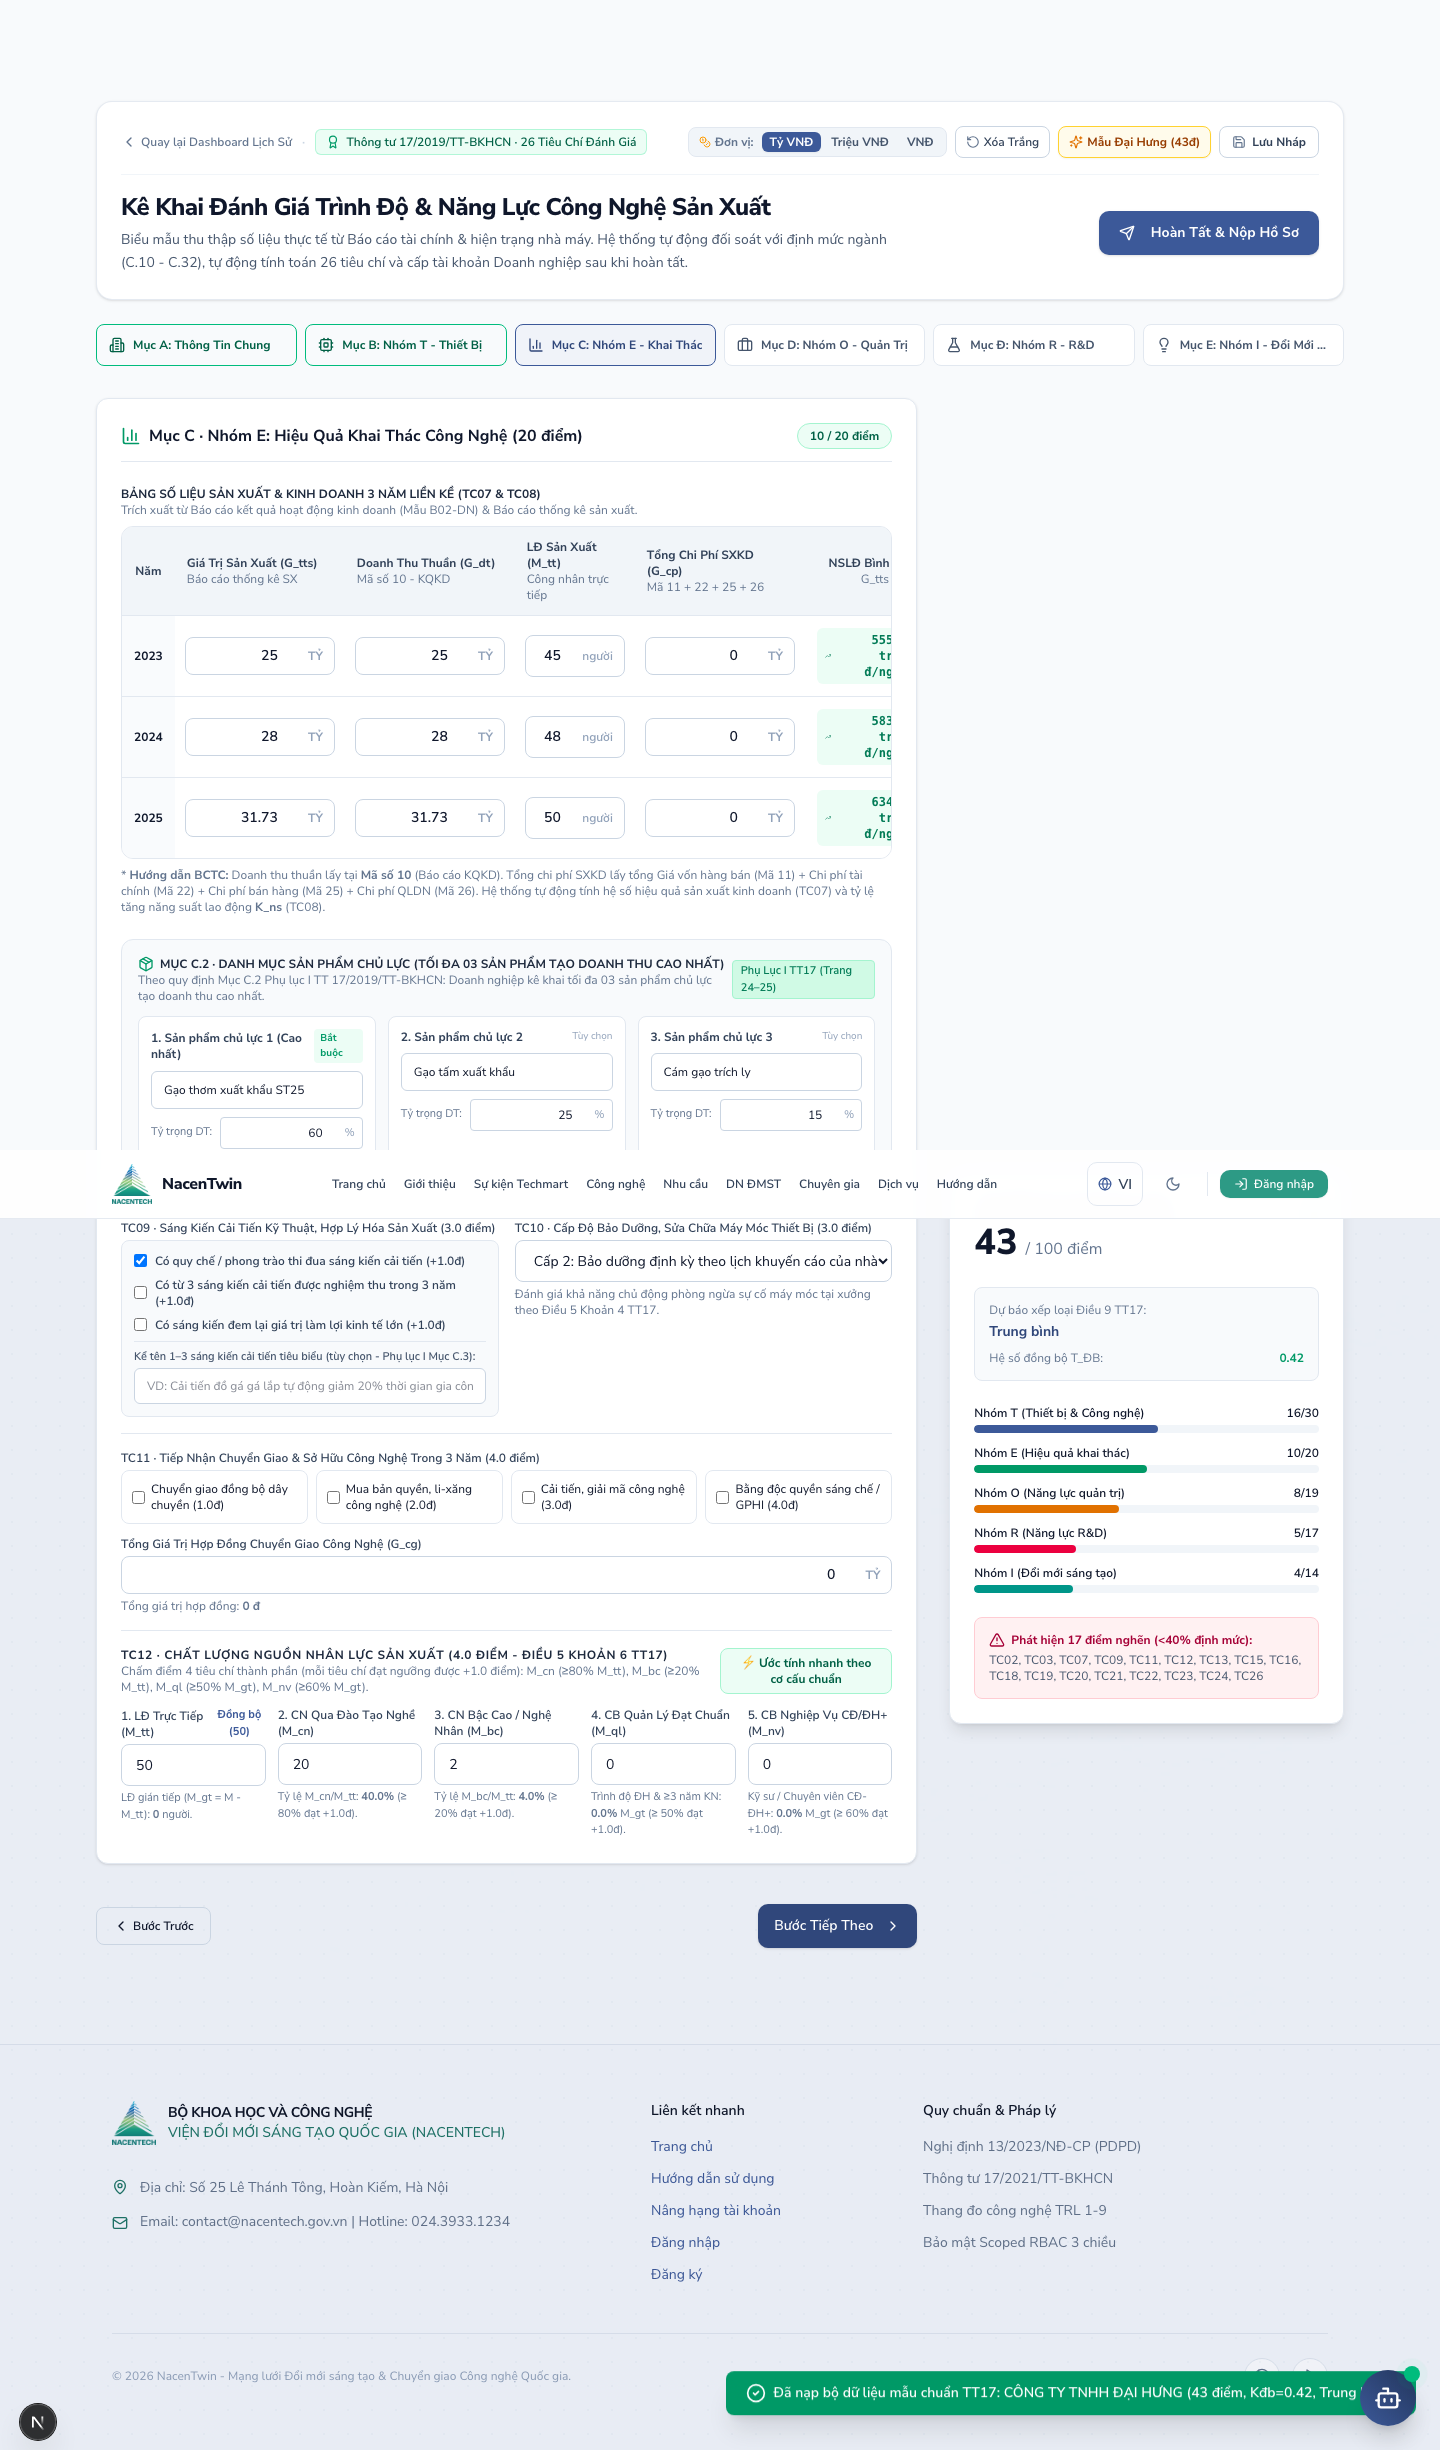 Quay lại Dashboard Lịch Sử
Thông tư 17/2019/TT-BKHCN · 26 Tiêu Chí Đánh Giá
Đơn vị: Tỷ VNĐ Triệu VNĐ VNĐ
Xóa Trắng
Mẫu Đại Hưng (43đ)
Lưu Nháp
Kê Khai Đánh Giá Trình Độ & Năng Lực Công Nghệ Sản Xuất
Biểu mẫu thu thập số liệu thực tế từ Báo cáo tài chính & hiện trạng nhà máy. Hệ thống tự động đối soát với định mức ngành
(C.10 - C.32), tự động tính toán 26 tiêu chí và cấp tài khoản Doanh nghiệp sau khi hoàn tất.
Hoàn Tất & Nộp Hồ Sơ
Mục A: Thông Tin Chung
Mục B: Nhóm T - Thiết Bị
Mục C: Nhóm E - Khai Thác
Mục D: Nhóm O - Quản Trị
Mục Đ: Nhóm R - R&D
Mục E: Nhóm I - Đổi Mới ...
Mục C · Nhóm E: Hiệu Quả Khai Thác Công Nghệ (20 điểm)
10 / 20 điểm
BẢNG SỐ LIỆU SẢN XUẤT & KINH DOANH 3 NĂM LIỀN KỀ (TC07 & TC08)
Trích xuất từ Báo cáo kết quả hoạt động kinh doanh (Mẫu B02-DN) & Báo cáo thống kê sản xuất.
Năm
Giá Trị Sản Xuất (G_tts)
Báo cáo thống kê SX
Doanh Thu Thuần (G_dt)
Mã số 10 - KQKD
LĐ Sản Xuất
(M_tt)
Công nhân trực
tiếp
Tổng Chi Phí SXKD
(G_cp)
Mã 11 + 22 + 25 + 26
NSLĐ Bình
G_tts
2023 25 TỶ 25 TỶ 45 người 0 TỶ
555
tr
đ/ng
2024 28 TỶ 28 TỶ 48 người 0 TỶ
583
tr
đ/ng
2025 31.73 TỶ 31.73 TỶ 50 người 0 TỶ
634
tr
đ/ng
* Hướng dẫn BCTC: Doanh thu thuần lấy tại Mã số 10 (Báo cáo KQKD). Tổng chi phí SXKD lấy tổng Giá vốn hàng bán (Mã 11) + Chi phí tài
chính (Mã 22) + Chi phí bán hàng (Mã 25) + Chi phí QLDN (Mã 26). Hệ thống tự động tính hệ số hiệu quả sản xuất kinh doanh (TC07) và tỷ lệ
tăng năng suất lao động K_ns (TC08).
MỤC C.2 · DANH MỤC SẢN PHẨM CHỦ LỰC (TỐI ĐA 03 SẢN PHẨM TẠO DOANH THU CAO NHẤT)
Theo quy định Mục C.2 Phụ lục I TT 17/2019/TT-BKHCN: Doanh nghiệp kê khai tối đa 03 sản phẩm chủ lực
tạo doanh thu cao nhất.
Phụ Lục I TT17 (Trang
24–25)
1. Sản phẩm chủ lực 1 (Cao
nhất)
Bắt
buộc
Gạo thơm xuất khẩu ST25
Tỷ trọng DT: 60 %
2. Sản phẩm chủ lực 2
Tùy chọn
Gạo tấm xuất khẩu
Tỷ trọng DT: 25 %
3. Sản phẩm chủ lực 3
Tùy chọn
Cám gạo trích ly
Tỷ trọng DT: 15 %
NACENTECH
NacenTwin
Trang chủ
Giới thiệu
Sự kiện Techmart
Công nghệ
Nhu cầu
DN ĐMST
Chuyên gia
Dịch vụ
Hướng dẫn
VI
Đăng nhập
TC09 · Sáng Kiến Cải Tiến Kỹ Thuật, Hợp Lý Hóa Sản Xuất (3.0 điểm)
Có quy chế / phong trào thi đua sáng kiến cải tiến (+1.0đ)
Có từ 3 sáng kiến cải tiến được nghiệm thu trong 3 năm
(+1.0đ)
Có sáng kiến đem lại giá trị làm lợi kinh tế lớn (+1.0đ)
Kể tên 1–3 sáng kiến cải tiến tiêu biểu (tùy chọn - Phụ lục I Mục C.3):
VD: Cải tiến đồ gá gá lắp tự động giảm 20% thời gian gia côn
TC10 · Cấp Độ Bảo Dưỡng, Sửa Chữa Máy Móc Thiết Bị (3.0 điểm)
Cấp 2: Bảo dưỡng định kỳ theo lịch khuyến cáo của nhà
Đánh giá khả năng chủ động phòng ngừa sự cố máy móc tại xưởng
theo Điều 5 Khoản 4 TT17.
43 / 100 điểm
Dự báo xếp loại Điều 9 TT17:
Trung bình
Hệ số đồng bộ T_ĐB: 0.42
Nhóm T (Thiết bị & Công nghệ) 16/30
Nhóm E (Hiệu quả khai thác) 10/20
Nhóm O (Năng lực quản trị) 8/19
Nhóm R (Năng lực R&D) 5/17
Nhóm I (Đổi mới sáng tạo) 4/14
Phát hiện 17 điểm nghẽn (<40% định mức):
TC02, TC03, TC07, TC09, TC11, TC12, TC13, TC15, TC16,
TC18, TC19, TC20, TC21, TC22, TC23, TC24, TC26
TC11 · Tiếp Nhận Chuyển Giao & Sở Hữu Công Nghệ Trong 3 Năm (4.0 điểm)
Chuyển giao đồng bộ dây
chuyền (1.0đ)
Mua bản quyền, li-xăng
công nghệ (2.0đ)
Cải tiến, giải mã công nghệ
(3.0đ)
Bằng độc quyền sáng chế /
GPHI (4.0đ)
Tổng Giá Trị Hợp Đồng Chuyển Giao Công Nghệ (G_cg)
0 TỶ
Tổng giá trị hợp đồng: 0 đ
TC12 · CHẤT LƯỢNG NGUỒN NHÂN LỰC SẢN XUẤT (4.0 ĐIỂM - ĐIỀU 5 KHOẢN 6 TT17)
Chấm điểm 4 tiêu chí thành phần (mỗi tiêu chí đạt ngưỡng được +1.0 điểm): M_cn (≥80% M_tt), M_bc (≥20%
M_tt), M_ql (≥50% M_gt), M_nv (≥60% M_gt).
⚡ Ước tính nhanh theo
cơ cấu chuẩn
1. LĐ Trực Tiếp
(M_tt)
Đồng bộ
(50)
50
LĐ gián tiếp (M_gt = M -
M_tt): 0 người.
2. CN Qua Đào Tạo Nghề
(M_cn)
20
Tỷ lệ M_cn/M_tt: 40.0% (≥
80% đạt +1.0đ).
3. CN Bậc Cao / Nghệ
Nhân (M_bc)
2
Tỷ lệ M_bc/M_tt: 4.0% (≥
20% đạt +1.0đ).
4. CB Quản Lý Đạt Chuẩn
(M_ql)
0
Trình độ ĐH & ≥3 năm KN:
0.0% M_gt (≥ 50% đạt
+1.0đ).
5. CB Nghiệp Vụ CĐ/ĐH+
(M_nv)
0
Kỹ sư / Chuyên viên CĐ-
ĐH+: 0.0% M_gt (≥ 60% đạt
+1.0đ).
Bước Trước
Bước Tiếp Theo
NACENTECH
BỘ KHOA HỌC VÀ CÔNG NGHỆ
VIỆN ĐỔI MỚI SÁNG TẠO QUỐC GIA (NACENTECH)
Địa chỉ: Số 25 Lê Thánh Tông, Hoàn Kiếm, Hà Nội
Email: contact@nacentech.gov.vn | Hotline: 024.3933.1234
Liên kết nhanh
Trang chủ
Hướng dẫn sử dụng
Nâng hạng tài khoản
Đăng nhập
Đăng ký
Quy chuẩn & Pháp lý
Nghị định 13/2023/NĐ-CP (PDPD)
Thông tư 17/2021/TT-BKHCN
Thang đo công nghệ TRL 1-9
Bảo mật Scoped RBAC 3 chiều
© 2026 NacenTwin - Mạng lưới Đổi mới sáng tạo & Chuyển giao Công nghệ Quốc gia.
Đã nạp bộ dữ liệu mẫu chuẩn TT17: CÔNG TY TNHH ĐẠI HƯNG (43 điểm, Kđb=0.42, Trung
N